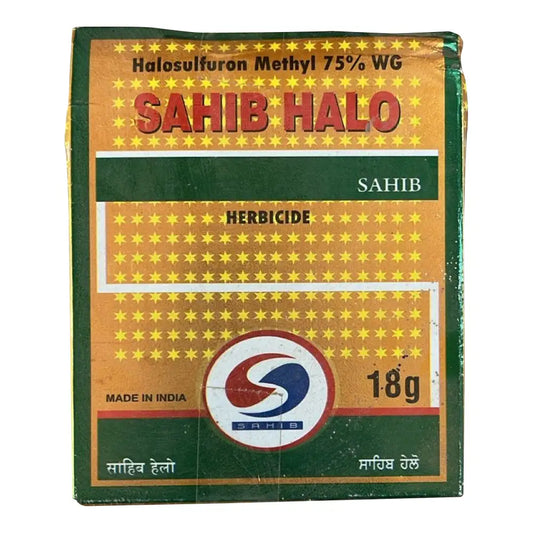 Halosulfuron Methyl 75% WG
SAHIB HALO
SAHIB
HERBICIDE
18g
MADE IN INDIA
SAHIB
साहिब हेलो
ਸਾਹਿਬ ਹੇਲੋ